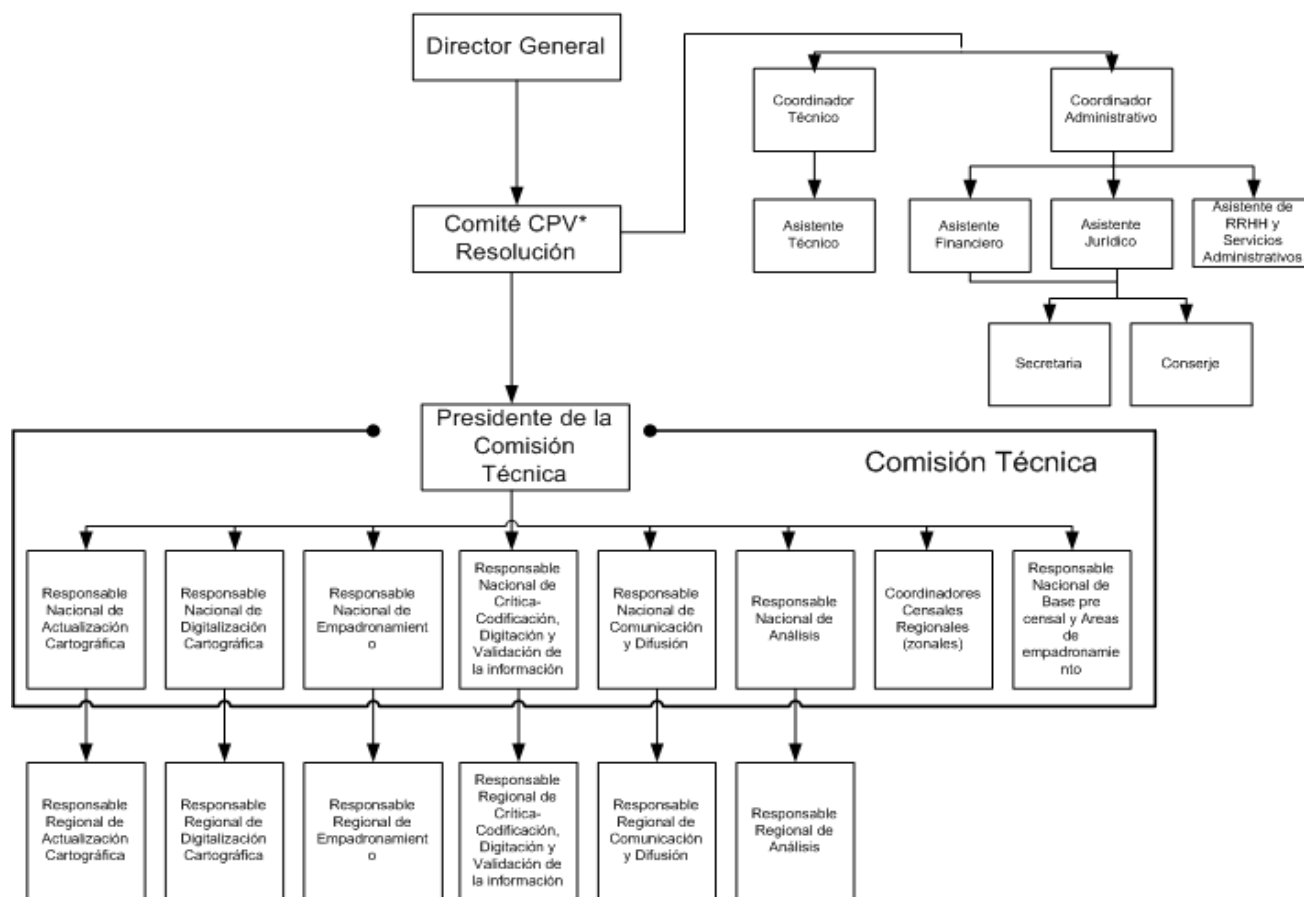 Director General
Coordinador
Técnico
Coordinador
Administrativo
Comité CPV*
Resolución
Asistente
Técnico
Asistente
Financiero
Asistente
Jurídico
Asistente de
RRHH y
Servicios
Administrativos
Secretaria
Conserje
Presidente de la
Comisión
Técnica
Comisión Técnica
Responsable
Nacional de
Actualización
Cartográfica
Responsable
Nacional de
Digitalización
Cartográfica
Responsable
Nacional de
Empadronamient
o
Responsable
Nacional de
Crítica-
Codificación,
Digitación y
Validación de
la información
Responsable
Nacional de
Comunicación
y Difusión
Responsable
Nacional de
Análisis
Coordinadores
Censales
Regionales
(zonales)
Responsable
Nacional de
Base pre
censal y Areas
de
empadronamie
nto
Responsable
Regional de
Actualización
Cartográfica
Responsable
Regional de
Digitalización
Cartográfica
Responsable
Regional de
Empadronamient
o
Responsable
Regional de
Crítica-
Codificación,
Digitación y
Validación de
la información
Responsable
Regional de
Comunicación
y Difusión
Responsable
Regional de
Análisis